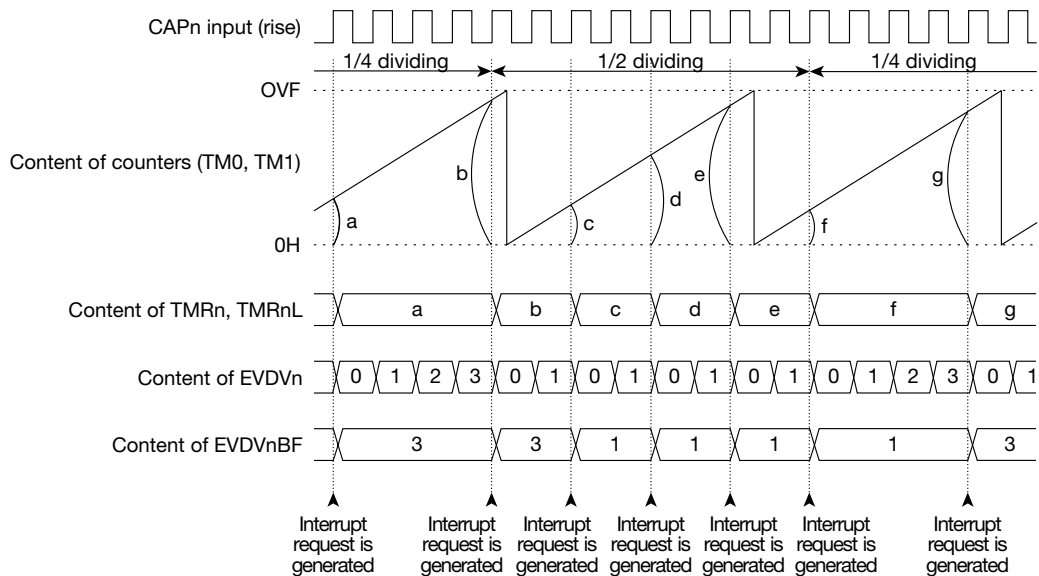 CAPn input (rise)
1/4 dividing 1/2 dividing 1/4 dividing
OVF
Content of counters (TM0, TM1)
a b c d e f g
0H
Content of TMRn, TMRnL a b c d e f g
Content of EVDVn 0 1 2 3 0 1 0 1 0 1 0 1 0 1 2 3 0 1
Content of EVDVnBF 3 3 1 1 1 1 3
Interrupt request is generated
Interrupt request is generated
Interrupt request is generated
Interrupt request is generated
Interrupt request is generated
Interrupt request is generated
Interrupt request is generated